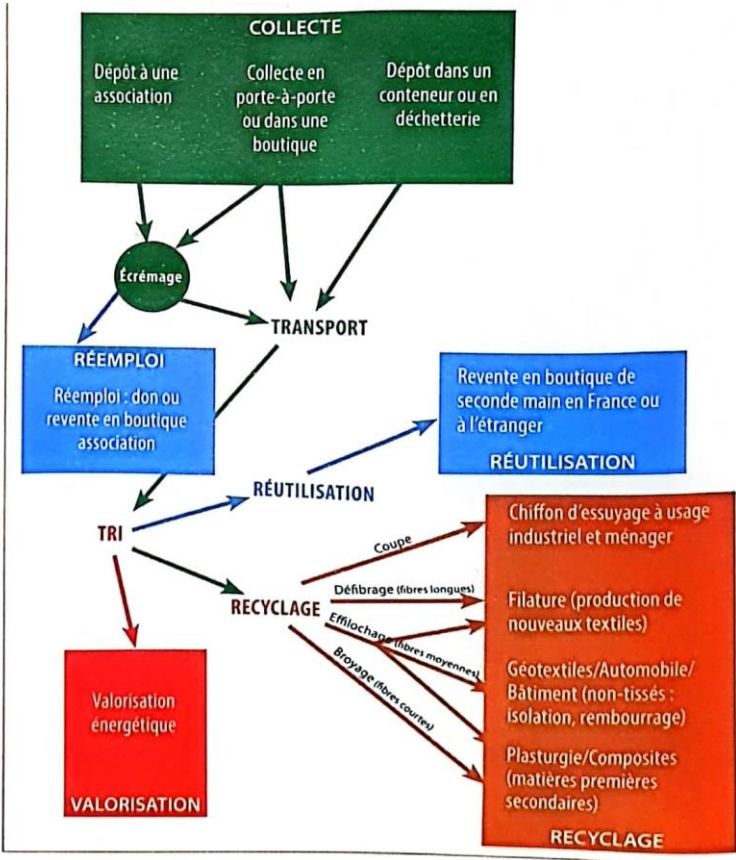 COLLECTE
Dépôt à une
association
Collecte en
porte-à-porte
ou dans une
boutique
Dépôt dans un
conteneur ou en
déchetterie
Écrémage
TRANSPORT
RÉEMPLOI
Réemploi : don ou
revente en boutique
association
Revente en boutique de
seconde main en France ou
à l'étranger
RÉUTILISATION
RÉUTILISATION
TRI
RECYCLAGE
Coupe
Défibrage (fibres longues)
Effilochage (fibres moyennes)
Broyage (fibres courtes)
Chiffon d'essuyage à usage
industriel et ménager
Filature (production de
nouveaux textiles)
Géotextiles/Automobile/
Bâtiment (non-tissés :
isolation, rembourrage)
Plasturgie/Composites
(matières premières
secondaires)
RECYCLAGE
Valorisation
énergétique
VALORISATION